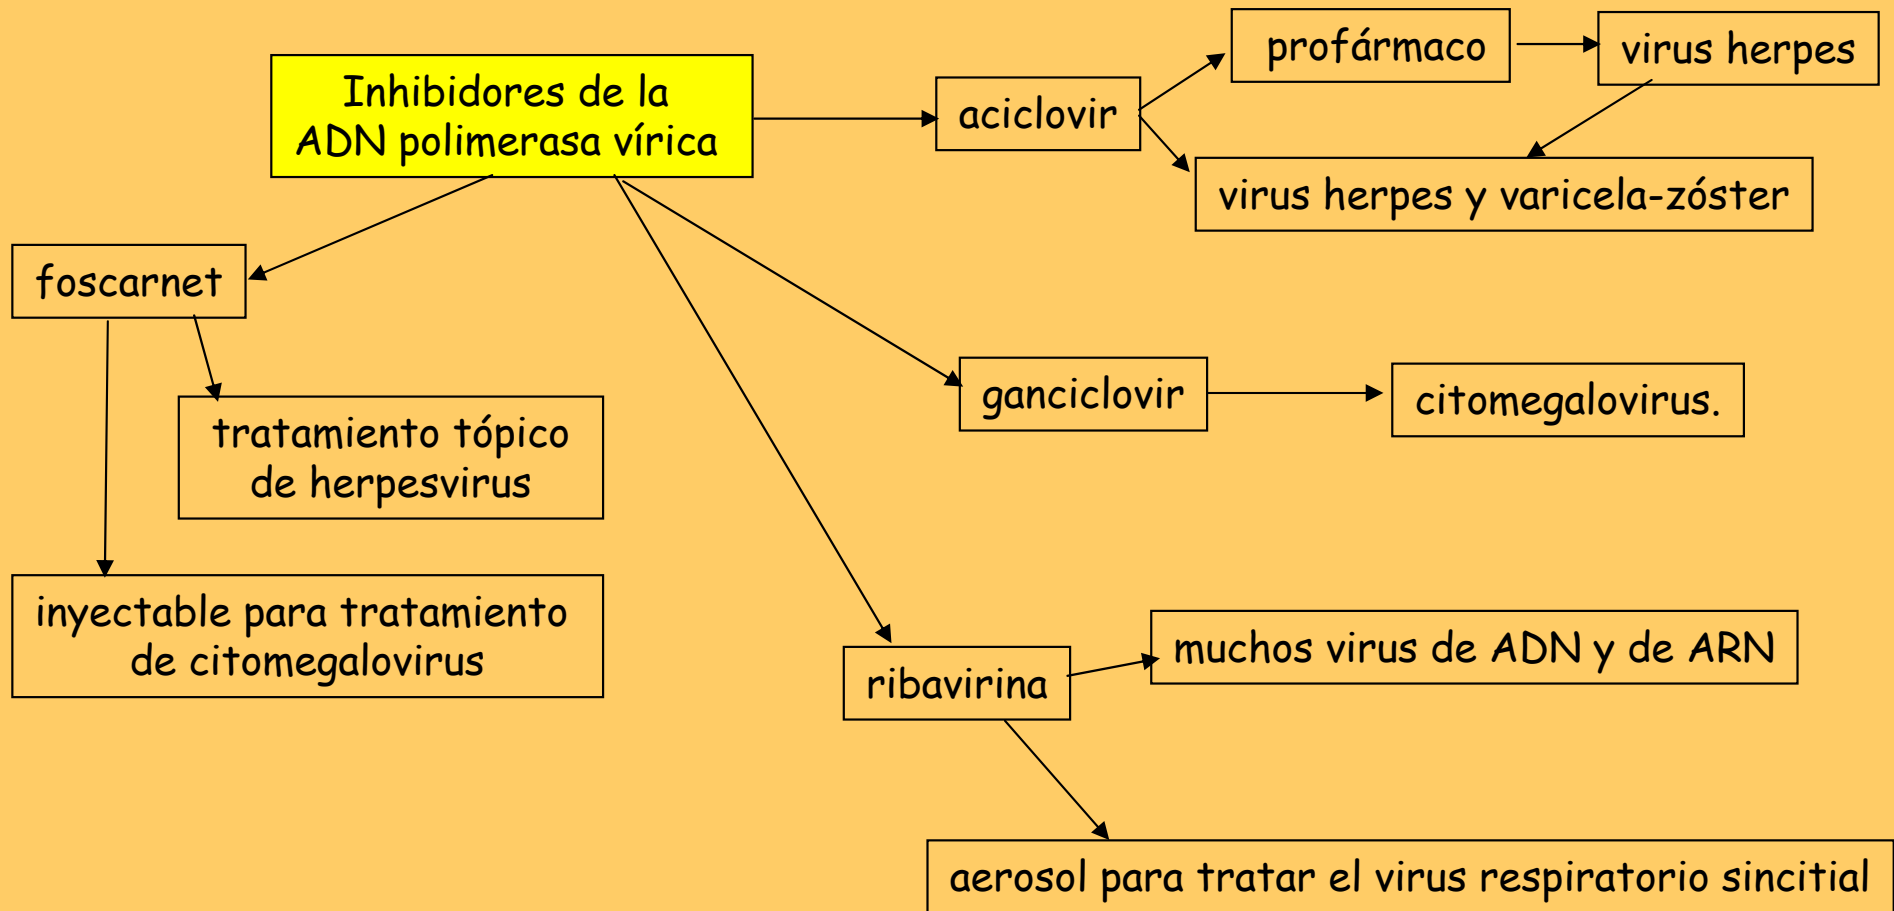 Inhibidores de la
ADN polimerasa vírica
aciclovir
profármaco
virus herpes
virus herpes y varicela-zóster
foscarnet
tratamiento tópico
de herpesvirus
inyectable para tratamiento
de citomegalovirus
ganciclovir
citomegalovirus.
ribavirina
muchos virus de ADN y de ARN
aerosol para tratar el virus respiratorio sincitial